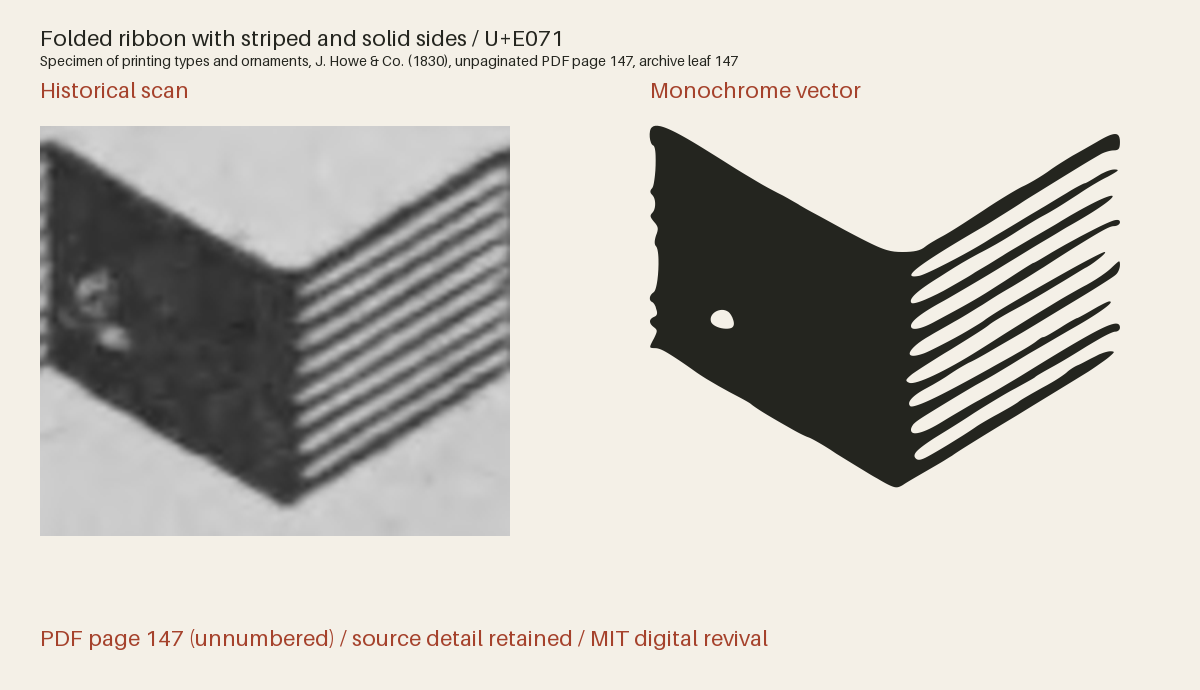 Folded ribbon with striped and solid sides / U+E071
Specimen of printing types and ornaments, J. Howe & Co. (1830), unpaginated PDF page 147, archive leaf 147
Historical scan
Monochrome vector
PDF page 147 (unnumbered) / source detail retained / MIT digital revival